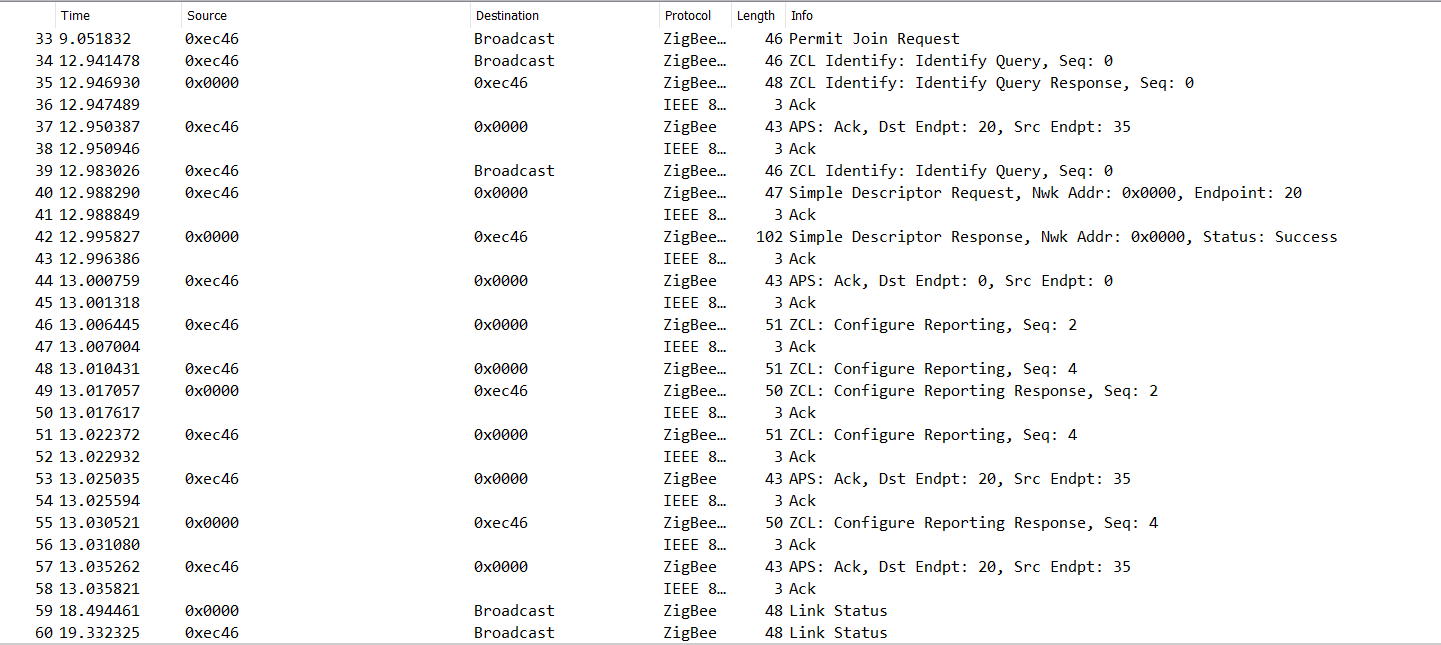 Time Source Destination Protocol Length Info
33 9.051832 0xec46 Broadcast ZigBee… 46 Permit Join Request
34 12.941478 0xec46 Broadcast ZigBee… 46 ZCL Identify: Identify Query, Seq: 0
35 12.946930 0x0000 0xec46 ZigBee… 48 ZCL Identify: Identify Query Response, Seq: 0
36 12.947489 IEEE 8… 3 Ack
37 12.950387 0xec46 0x0000 ZigBee 43 APS: Ack, Dst Endpt: 20, Src Endpt: 35
38 12.950946 IEEE 8… 3 Ack
39 12.983026 0xec46 Broadcast ZigBee… 46 ZCL Identify: Identify Query, Seq: 0
40 12.988290 0xec46 0x0000 ZigBee… 47 Simple Descriptor Request, Nwk Addr: 0x0000, Endpoint: 20
41 12.988849 IEEE 8… 3 Ack
42 12.995827 0x0000 0xec46 ZigBee… 102 Simple Descriptor Response, Nwk Addr: 0x0000, Status: Success
43 12.996386 IEEE 8… 3 Ack
44 13.000759 0xec46 0x0000 ZigBee 43 APS: Ack, Dst Endpt: 0, Src Endpt: 0
45 13.001318 IEEE 8… 3 Ack
46 13.006445 0xec46 0x0000 ZigBee… 51 ZCL: Configure Reporting, Seq: 2
47 13.007004 IEEE 8… 3 Ack
48 13.010431 0xec46 0x0000 ZigBee… 51 ZCL: Configure Reporting, Seq: 4
49 13.017057 0x0000 0xec46 ZigBee… 50 ZCL: Configure Reporting Response, Seq: 2
50 13.017617 IEEE 8… 3 Ack
51 13.022372 0xec46 0x0000 ZigBee… 51 ZCL: Configure Reporting, Seq: 4
52 13.022932 IEEE 8… 3 Ack
53 13.025035 0xec46 0x0000 ZigBee 43 APS: Ack, Dst Endpt: 20, Src Endpt: 35
54 13.025594 IEEE 8… 3 Ack
55 13.030521 0x0000 0xec46 ZigBee… 50 ZCL: Configure Reporting Response, Seq: 4
56 13.031080 IEEE 8… 3 Ack
57 13.035262 0xec46 0x0000 ZigBee 43 APS: Ack, Dst Endpt: 20, Src Endpt: 35
58 13.035821 IEEE 8… 3 Ack
59 18.494461 0x0000 Broadcast ZigBee 48 Link Status
60 19.332325 0xec46 Broadcast ZigBee 48 Link Status